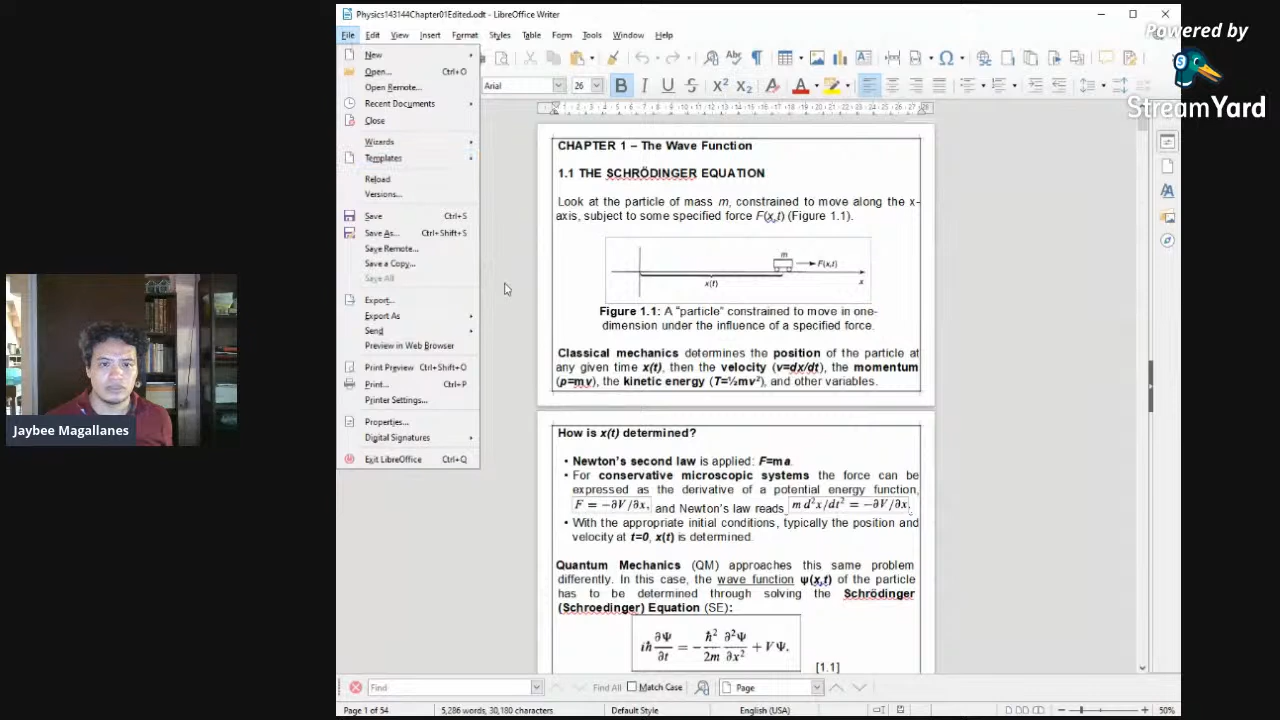 Physics143144Chapter01Edited.odt - LibreOffice Writer
File Edit View Insert Format Styles Table Form Tools Window Help
New
Open... Ctrl+O
Open Remote...
Recent Documents
Close
Wizards
Templates
Reload
Versions...
Save Ctrl+S
Save As... Ctrl+Shift+S
Save Remote...
Save a Copy...
Save All
Export...
Export As
Send
Preview in Web Browser
Print Preview Ctrl+Shift+O
Print... Ctrl+P
Printer Settings...
Properties...
Digital Signatures
Exit LibreOffice Ctrl+Q
Arial 26
CHAPTER 1 – The Wave Function
1.1 THE SCHRÖDINGER EQUATION
Look at the particle of mass m, constrained to move along the x-
axis, subject to some specified force F(x,t) (Figure 1.1).
m
F(x,t)
x(t)
x
Figure 1.1: A "particle" constrained to move in one-
dimension under the influence of a specified force.
Classical mechanics determines the position of the particle at
any given time x(t), then the velocity (v=dx/dt), the momentum
(p=mv), the kinetic energy (T=½mv²), and other variables.
How is x(t) determined?
• Newton's second law is applied: F=ma.
• For conservative microscopic systems the force can be
expressed as the derivative of a potential energy function,
F = −∂V/∂x, and Newton's law reads m d²x/dt² = −∂V/∂x.
• With the appropriate initial conditions, typically the position and
velocity at t=0, x(t) is determined.
Quantum Mechanics (QM) approaches this same problem
differently. In this case, the wave function ψ(x,t) of the particle
has to be determined through solving the Schrödinger
(Schroedinger) Equation (SE):
iħ ∂Ψ/∂t = − ħ²/2m ∂²Ψ/∂x² + VΨ.
[1.1]
Find Find All Match Case Page
Page 1 of 54 5,286 words, 30,180 characters Default Style English (USA) 50%
Jaybee Magallanes
Powered by
S
StreamYard